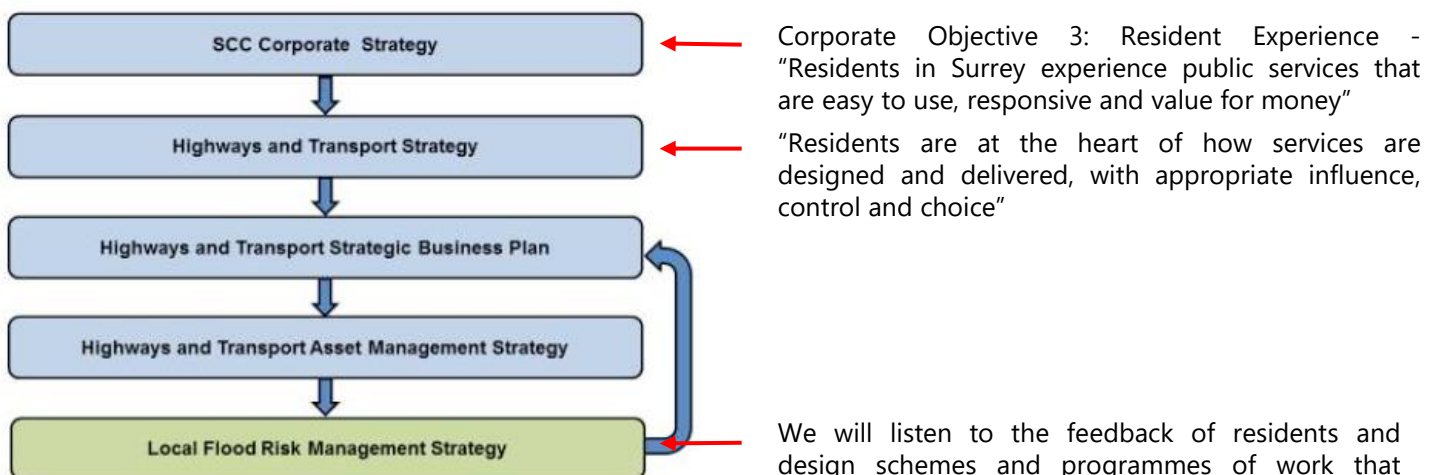 SCC Corporate Strategy
Corporate Objective 3: Resident Experience -
“Residents in Surrey experience public services that
are easy to use, responsive and value for money”
Highways and Transport Strategy
“Residents are at the heart of how services are
designed and delivered, with appropriate influence,
control and choice”
Highways and Transport Strategic Business Plan
Highways and Transport Asset Management Strategy
Local Flood Risk Management Strategy
We will listen to the feedback of residents and
design schemes and programmes of work that